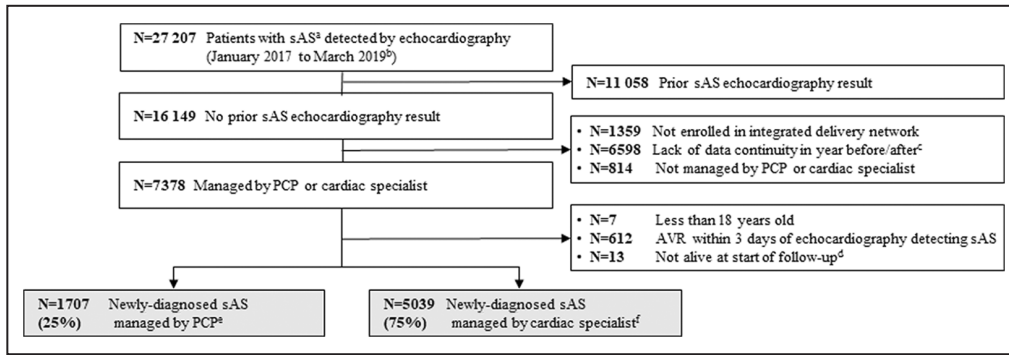 N=27 207 Patients with sASᵃ detected by echocardiography
(January 2017 to March 2019ᵇ)
N=11 058 Prior sAS echocardiography result
N=16 149 No prior sAS echocardiography result
• N=1359 Not enrolled in integrated delivery network
• N=6598 Lack of data continuity in year before/afterᶜ
• N=814 Not managed by PCP or cardiac specialist
N=7378 Managed by PCP or cardiac specialist
• N=7 Less than 18 years old
• N=612 AVR within 3 days of echocardiography detecting sAS
• N=13 Not alive at start of follow-upᵈ
N=1707 Newly-diagnosed sAS
(25%) managed by PCPᵉ
N=5039 Newly-diagnosed sAS
(75%) managed by cardiac specialistᶠ